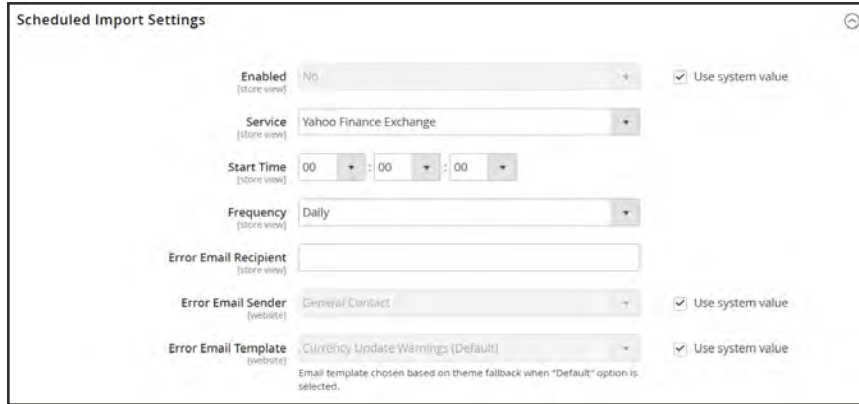 Scheduled Import Settings
Enabled No Use system value
[store view]
Service Yahoo Finance Exchange
[store view]
Start Time 00 : 00 : 00
[store view]
Frequency Daily
[store view]
Error Email Recipient
[store view]
Error Email Sender General Contact Use system value
[website]
Error Email Template Currency Update Warnings (Default) Use system value
[website]
Email template chosen based on theme fallback when "Default" option is
selected.